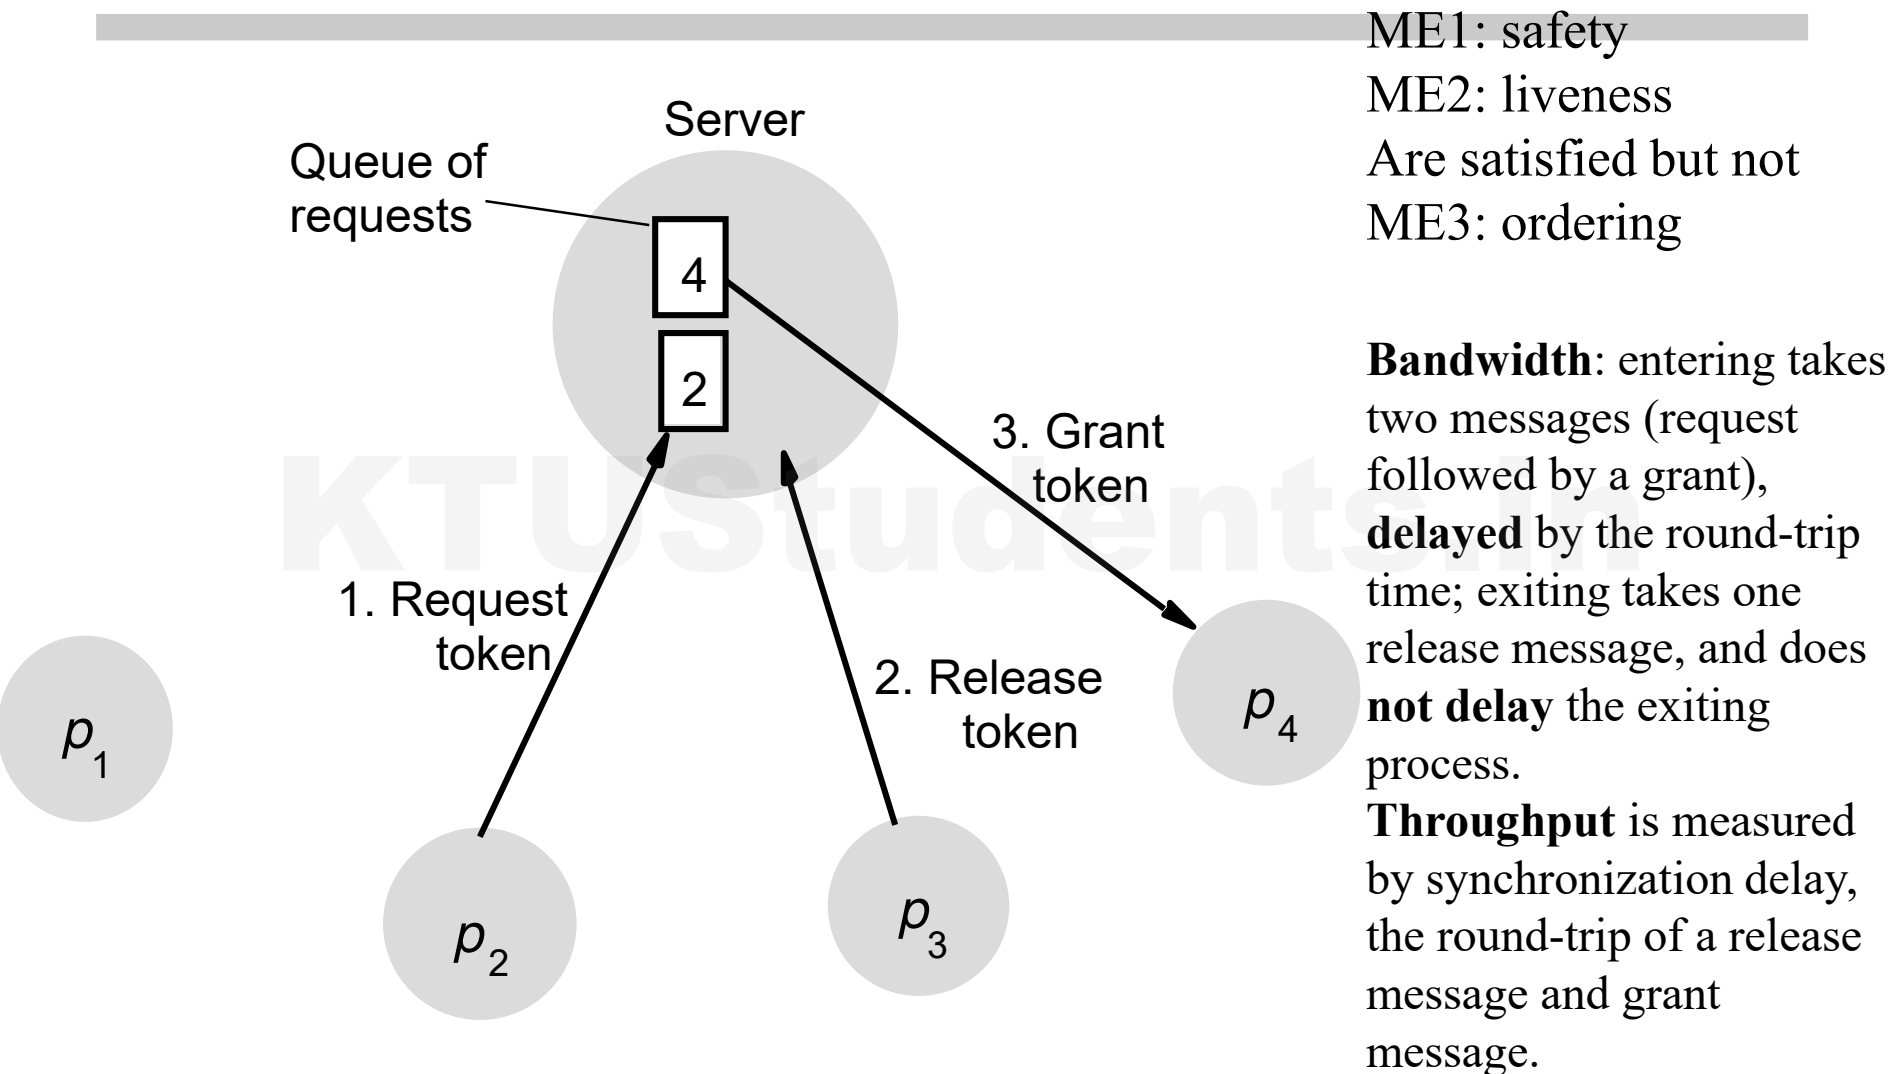 Server
Queue of
requests
4
2
3. Grant
token
1. Request
token
2. Release
token
p1
p2
p3
p4
KTUStudents.in
ME1: safety
ME2: liveness
Are satisfied but not
ME3: ordering
Bandwidth: entering takes
two messages (request
followed by a grant),
delayed by the round-trip
time; exiting takes one
release message, and does
not delay the exiting
process.
Throughput is measured
by synchronization delay,
the round-trip of a release
message and grant
message.